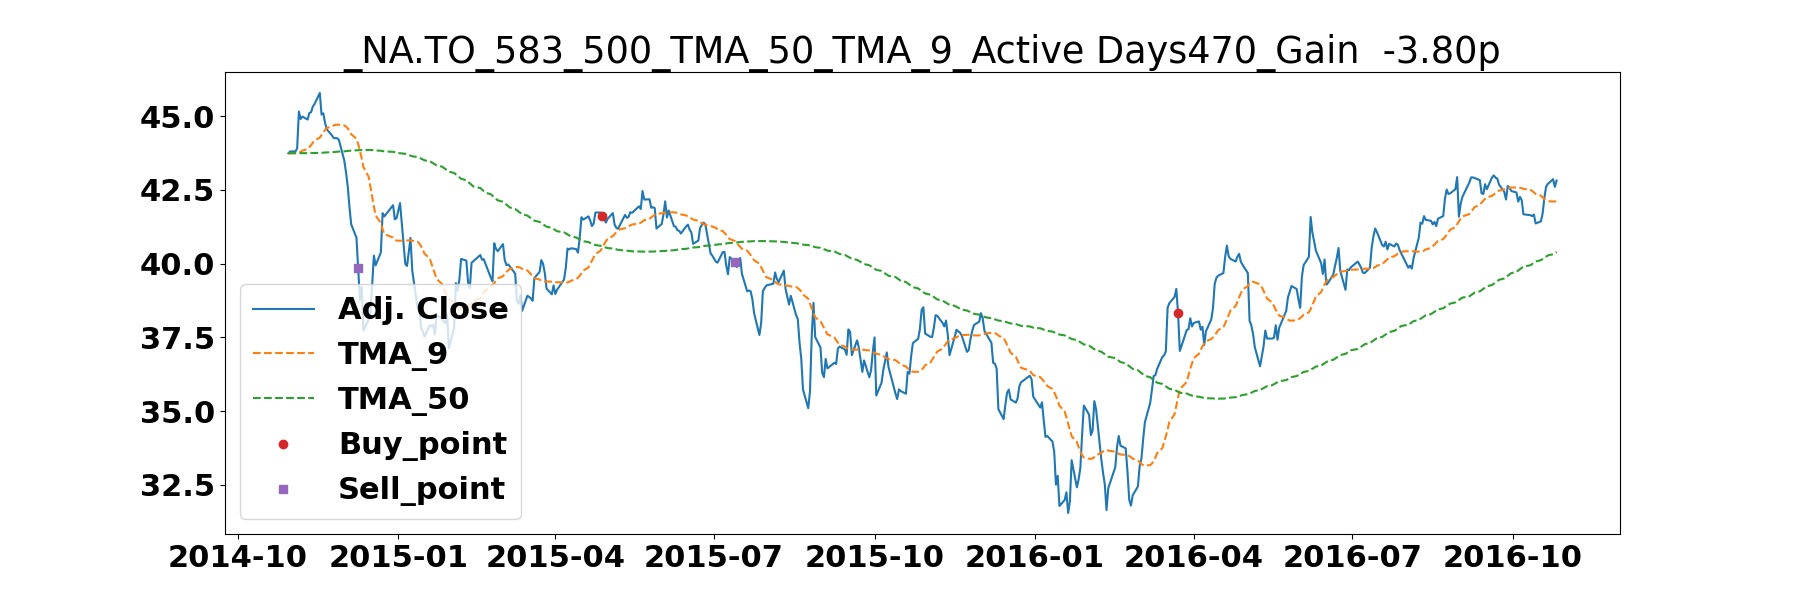 _NA.TO_583_500_TMA_50_TMA_9_Active Days470_Gain  -3.80p
45.0
42.5
40.0
37.5
35.0
32.5
Adj. Close
TMA_9
TMA_50
Buy_point
Sell_point
2014-10 2015-01 2015-04 2015-07 2015-10 2016-01 2016-04 2016-07 2016-10